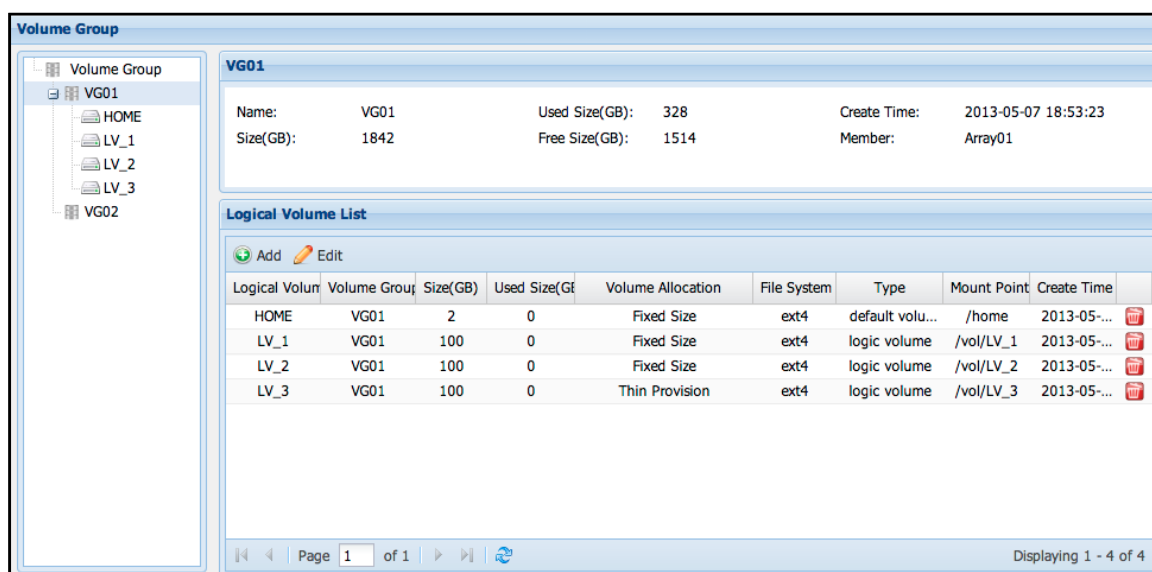 Volume Group
Volume Group
VG01
HOME
LV_1
LV_2
LV_3
VG02
VG01
Name: VG01 Used Size(GB): 328 Create Time: 2013-05-07 18:53:23
Size(GB): 1842 Free Size(GB): 1514 Member: Array01
Logical Volume List
Add Edit
Logical Volum Volume Group Size(GB) Used Size(GB Volume Allocation File System Type Mount Point Create Time
HOME VG01 2 0 Fixed Size ext4 default volu... /home 2013-05-...
LV_1 VG01 100 0 Fixed Size ext4 logic volume /vol/LV_1 2013-05-...
LV_2 VG01 100 0 Fixed Size ext4 logic volume /vol/LV_2 2013-05-...
LV_3 VG01 100 0 Thin Provision ext4 logic volume /vol/LV_3 2013-05-...
Page 1 of 1 Displaying 1 - 4 of 4